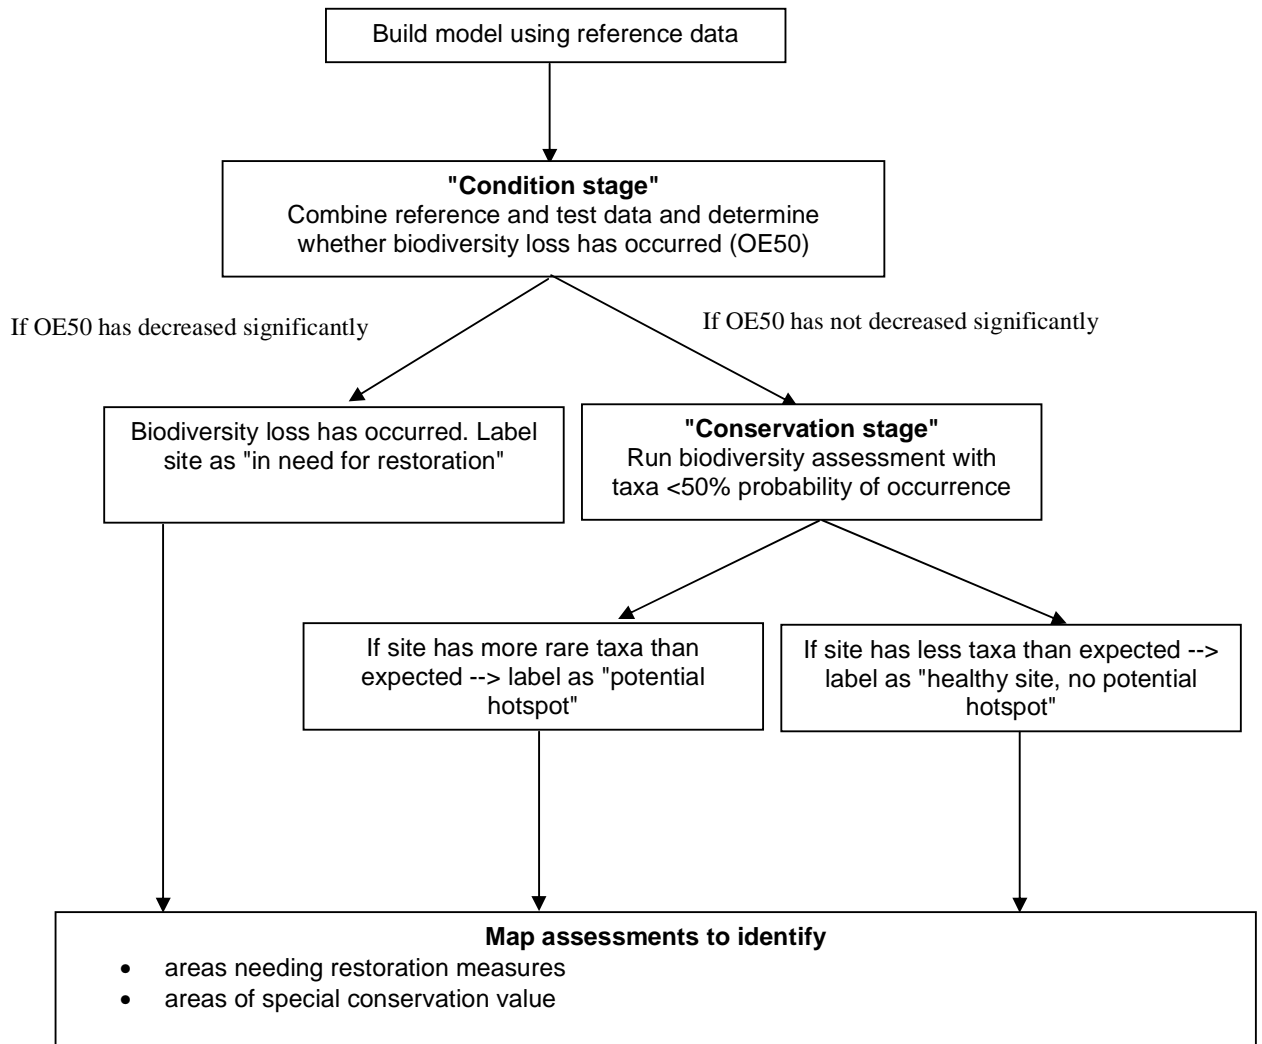 Build model using reference data
"Condition stage"
Combine reference and test data and determine
whether biodiversity loss has occurred (OE50)
If OE50 has decreased significantly
If OE50 has not decreased significantly
Biodiversity loss has occurred. Label
site as "in need for restoration"
"Conservation stage"
Run biodiversity assessment with
taxa <50% probability of occurrence
If site has more rare taxa than
expected --> label as "potential
hotspot"
If site has less taxa than expected -->
label as "healthy site, no potential
hotspot"
Map assessments to identify
• areas needing restoration measures
• areas of special conservation value